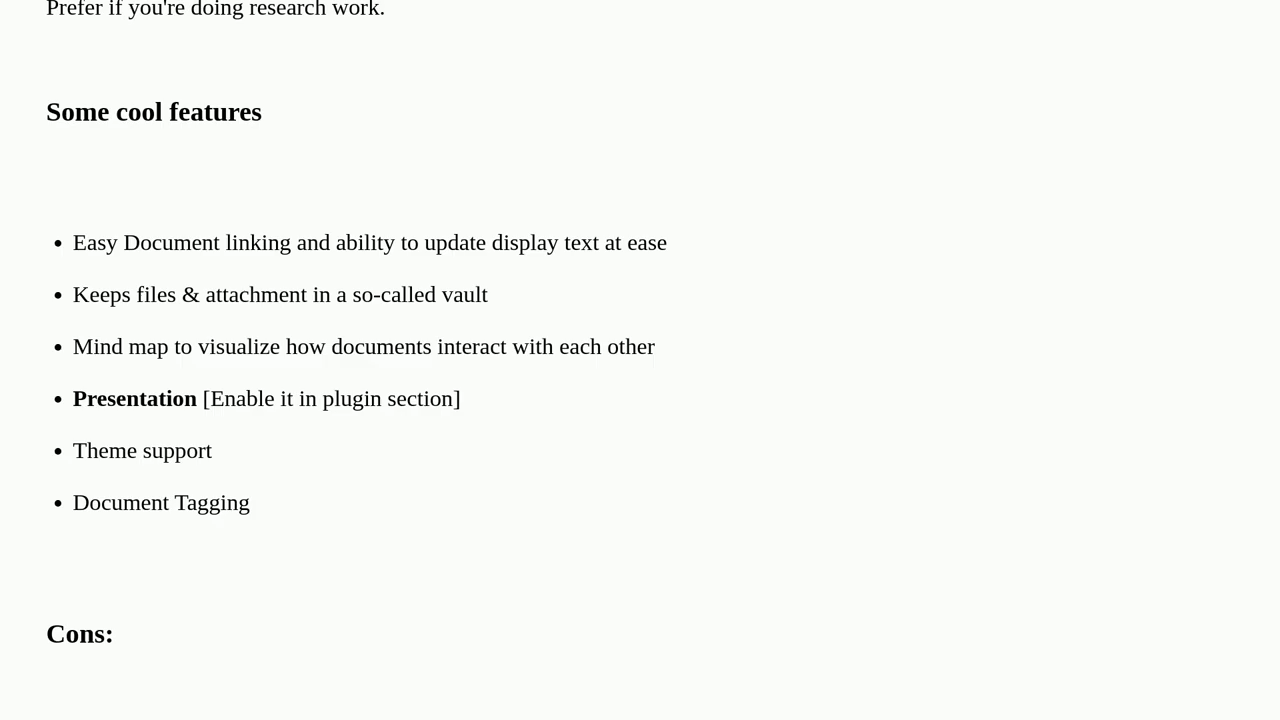 Prefer if you're doing research work.
Some cool features
Easy Document linking and ability to update display text at ease
Keeps files & attachment in a so-called vault
Mind map to visualize how documents interact with each other
Presentation [Enable it in plugin section]
Theme support
Document Tagging
Cons: